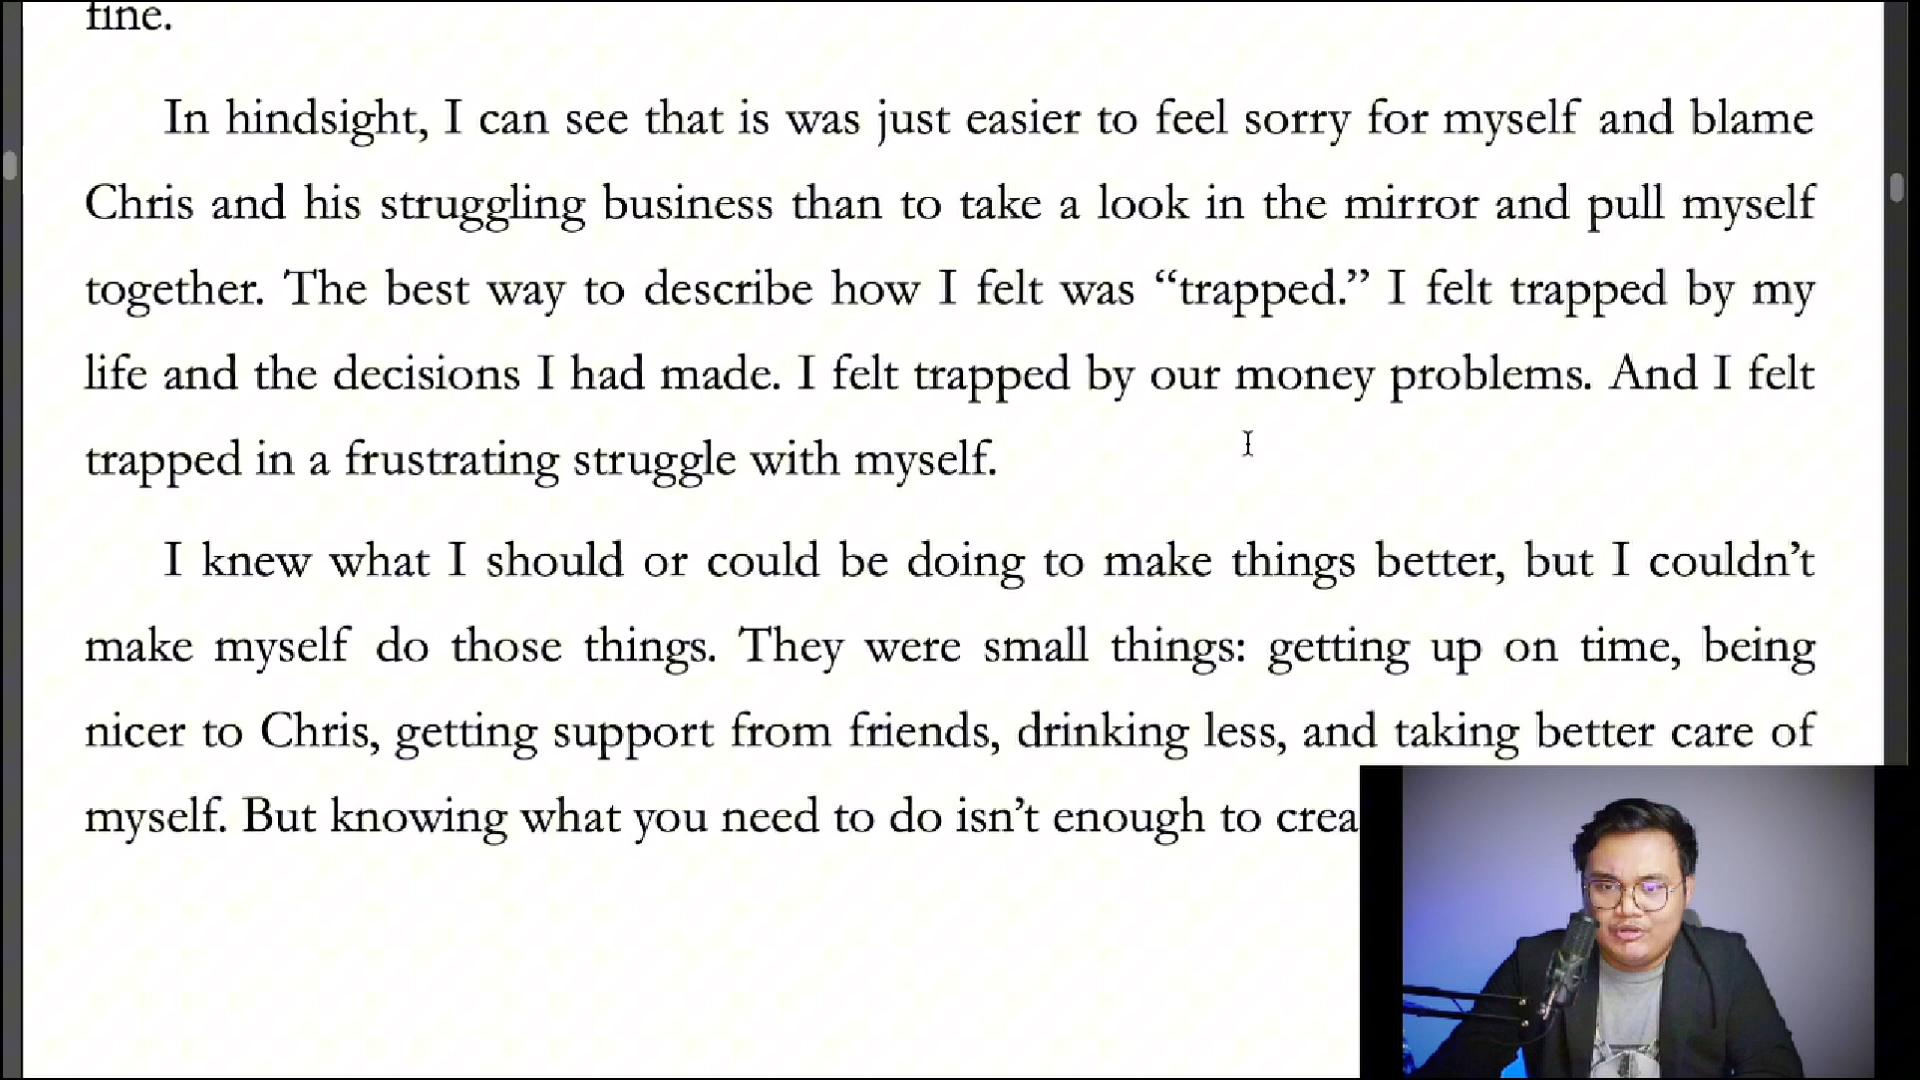 fine.
In hindsight, I can see that is was just easier to feel sorry for myself and blame
Chris and his struggling business than to take a look in the mirror and pull myself
together. The best way to describe how I felt was “trapped.” I felt trapped by my
life and the decisions I had made. I felt trapped by our money problems. And I felt
trapped in a frustrating struggle with myself.
I knew what I should or could be doing to make things better, but I couldn’t
make myself do those things. They were small things: getting up on time, being
nicer to Chris, getting support from friends, drinking less, and taking better care of
myself. But knowing what you need to do isn’t enough to crea